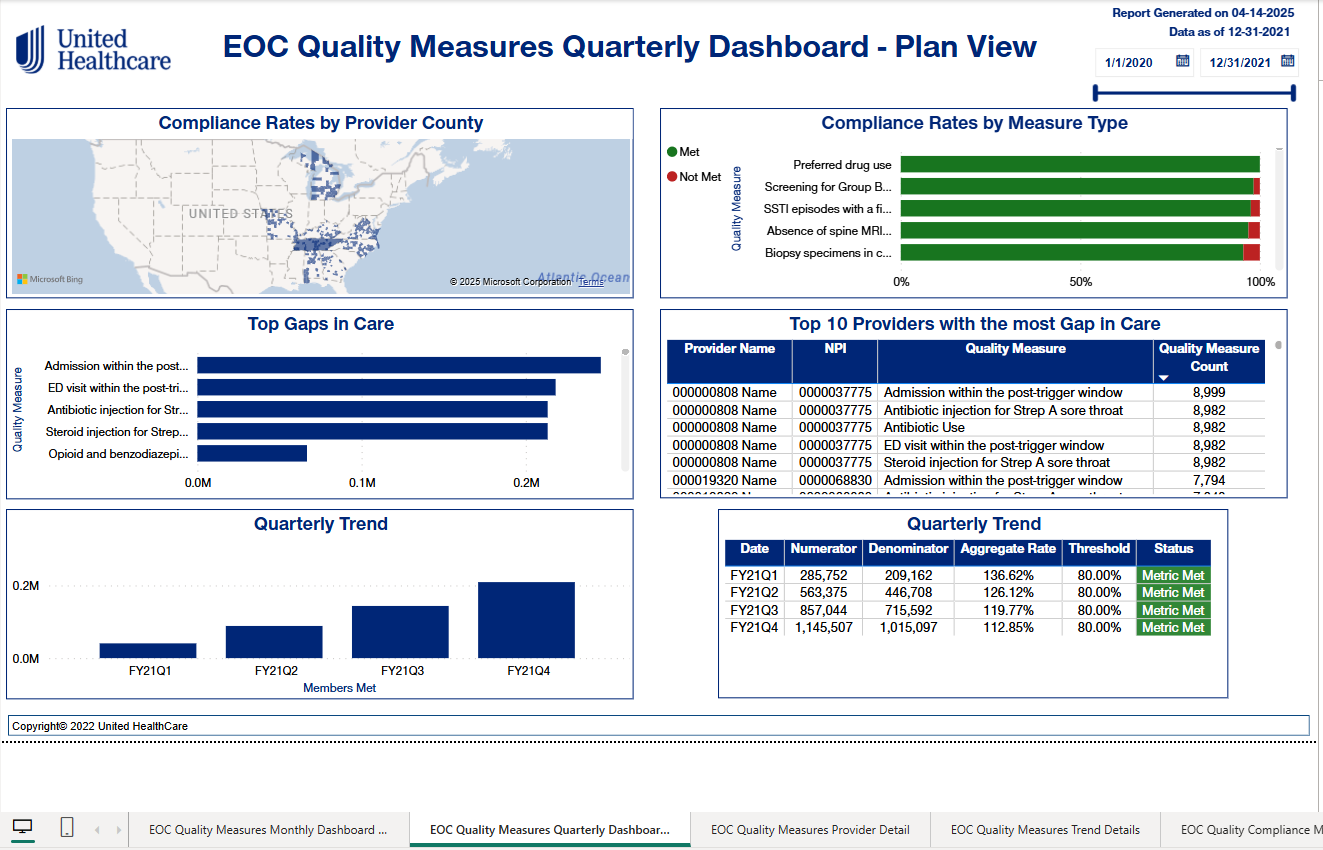 Report Generated on 04-14-2025
Data as of 12-31-2021
United
Healthcare
EOC Quality Measures Quarterly Dashboard - Plan View
1/1/2020 12/31/2021
Compliance Rates by Provider County
UNITED STATES
Microsoft Bing
Atlantic Ocean
© 2025 Microsoft Corporation Terms
Compliance Rates by Measure Type
Met
Not Met
Quality Measure
Preferred drug use
Screening for Group B...
SSTI episodes with a fi...
Absence of spine MRI...
Biopsy specimens in c...
0% 50% 100%
Top Gaps in Care
Quality Measure
Admission within the post...
ED visit within the post-tri...
Antibiotic injection for Str...
Steroid injection for Strep...
Opioid and benzodiazepi...
0.0M 0.1M 0.2M
Top 10 Providers with the most Gap in Care
Provider Name NPI Quality Measure Quality Measure Count
000000808 Name 0000037775 Admission within the post-trigger window 8,999
000000808 Name 0000037775 Antibiotic injection for Strep A sore throat 8,982
000000808 Name 0000037775 Antibiotic Use 8,982
000000808 Name 0000037775 ED visit within the post-trigger window 8,982
000000808 Name 0000037775 Steroid injection for Strep A sore throat 8,982
000019320 Name 0000068830 Admission within the post-trigger window 7,794
Quarterly Trend
0.2M
0.0M
FY21Q1 FY21Q2 FY21Q3 FY21Q4
Members Met
Quarterly Trend
Date Numerator Denominator Aggregate Rate Threshold Status
FY21Q1 285,752 209,162 136.62% 80.00% Metric Met
FY21Q2 563,375 446,708 126.12% 80.00% Metric Met
FY21Q3 857,044 715,592 119.77% 80.00% Metric Met
FY21Q4 1,145,507 1,015,097 112.85% 80.00% Metric Met
Copyright© 2022 United HealthCare
EOC Quality Measures Monthly Dashboard ... EOC Quality Measures Quarterly Dashboar... EOC Quality Measures Provider Detail EOC Quality Measures Trend Details EOC Quality Compliance M